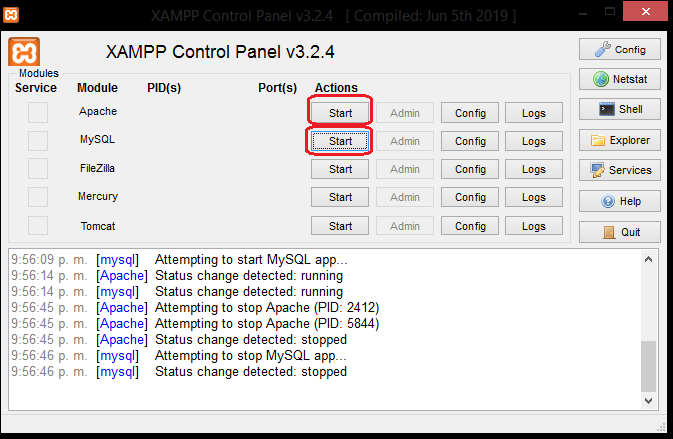 XAMPP Control Panel v3.2.4 [ Compiled: Jun 5th 2019 ]
XAMPP Control Panel v3.2.4
Config
Modules
Service Module PID(s) Port(s) Actions
Netstat
Apache Start Admin Config Logs
Shell
MySQL Start Admin Config Logs
Explorer
FileZilla Start Admin Config Logs
Services
Mercury Start Admin Config Logs
Help
Tomcat Start Admin Config Logs
Quit
9:56:09 p. m. [mysql] Attempting to start MySQL app...
9:56:14 p. m. [Apache] Status change detected: running
9:56:14 p. m. [mysql] Status change detected: running
9:56:45 p. m. [Apache] Attempting to stop Apache (PID: 2412)
9:56:45 p. m. [Apache] Attempting to stop Apache (PID: 5844)
9:56:45 p. m. [Apache] Status change detected: stopped
9:56:46 p. m. [mysql] Attempting to stop MySQL app...
9:56:46 p. m. [mysql] Status change detected: stopped